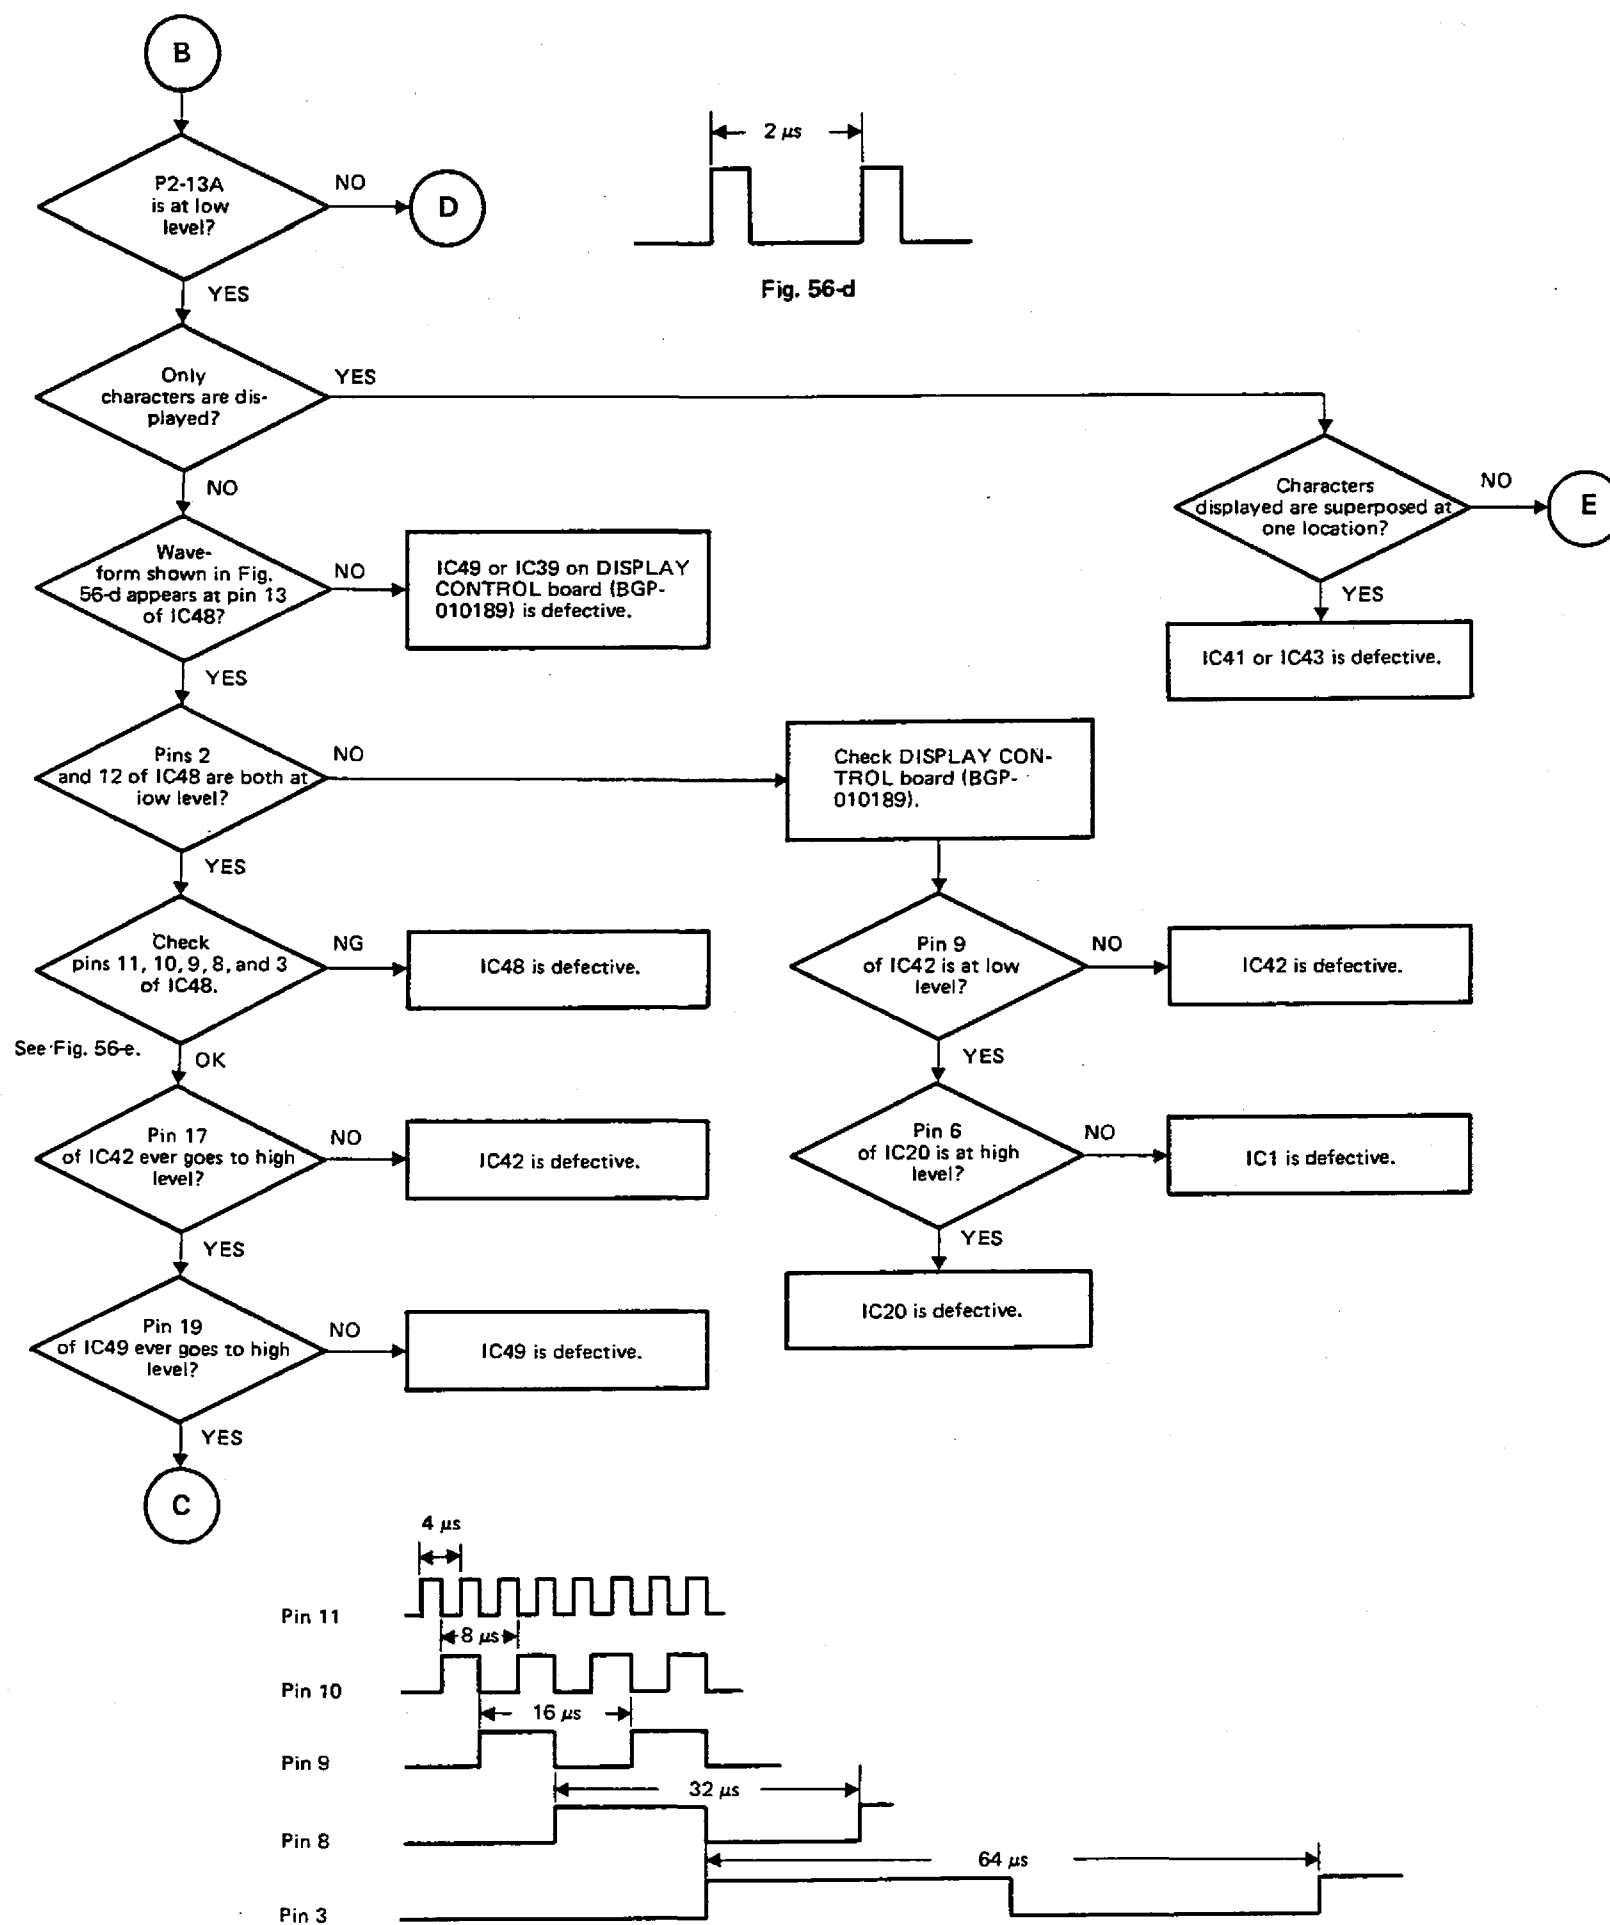 B
P2-13A
is at low
level?
NO
D
YES
2 μs
Fig. 56-d
Only
characters are dis-
played?
YES
NO
Characters
displayed are superposed at
one location?
NO
E
YES
IC41 or IC43 is defective.
Wave-
form shown in Fig.
56-d appears at pin 13
of IC48?
NO
IC49 or IC39 on DISPLAY
CONTROL board (BGP-
010189) is defective.
YES
Pins 2
and 12 of IC48 are both at
low level?
NO
Check DISPLAY CON-
TROL board (BGP-
010189).
YES
Check
pins 11, 10, 9, 8, and 3
of IC48.
NG
IC48 is defective.
See Fig. 56-e.
OK
Pin 9
of IC42 is at low
level?
NO
IC42 is defective.
YES
Pin 17
of IC42 ever goes to high
level?
NO
IC42 is defective.
YES
Pin 6
of IC20 is at high
level?
NO
IC1 is defective.
YES
IC20 is defective.
Pin 19
of IC49 ever goes to high
level?
NO
IC49 is defective.
YES
C
4 μs
Pin 11
8 μs
Pin 10
16 μs
Pin 9
32 μs
Pin 8
64 μs
Pin 3